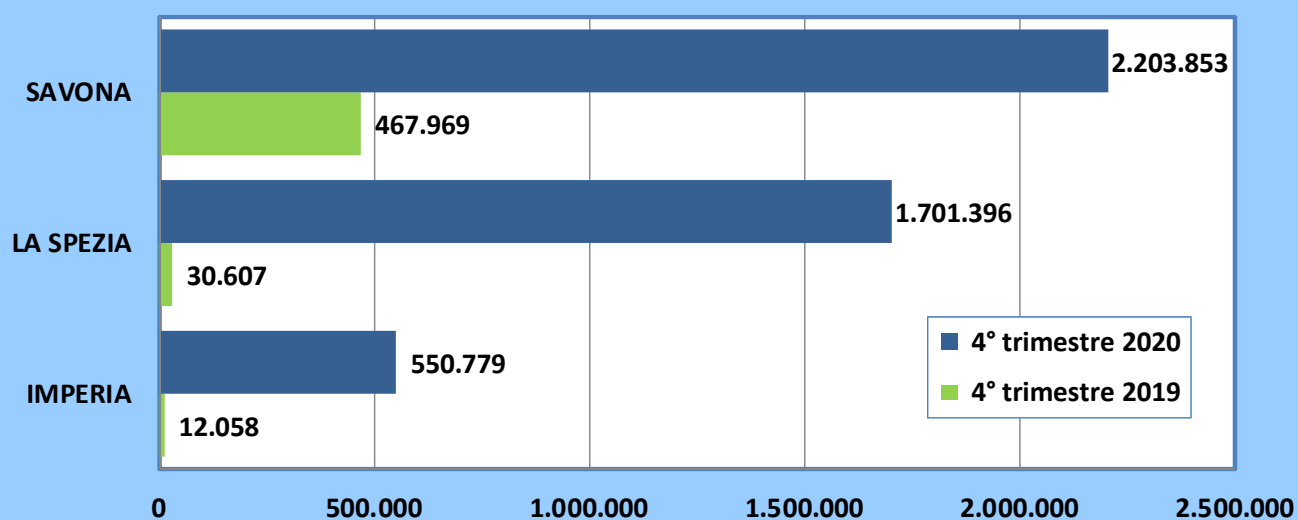 SAVONA
2.203.853
467.969
LA SPEZIA
1.701.396
30.607
IMPERIA
550.779
12.058
4° trimestre 2020
4° trimestre 2019
0 500.000 1.000.000 1.500.000 2.000.000 2.500.000